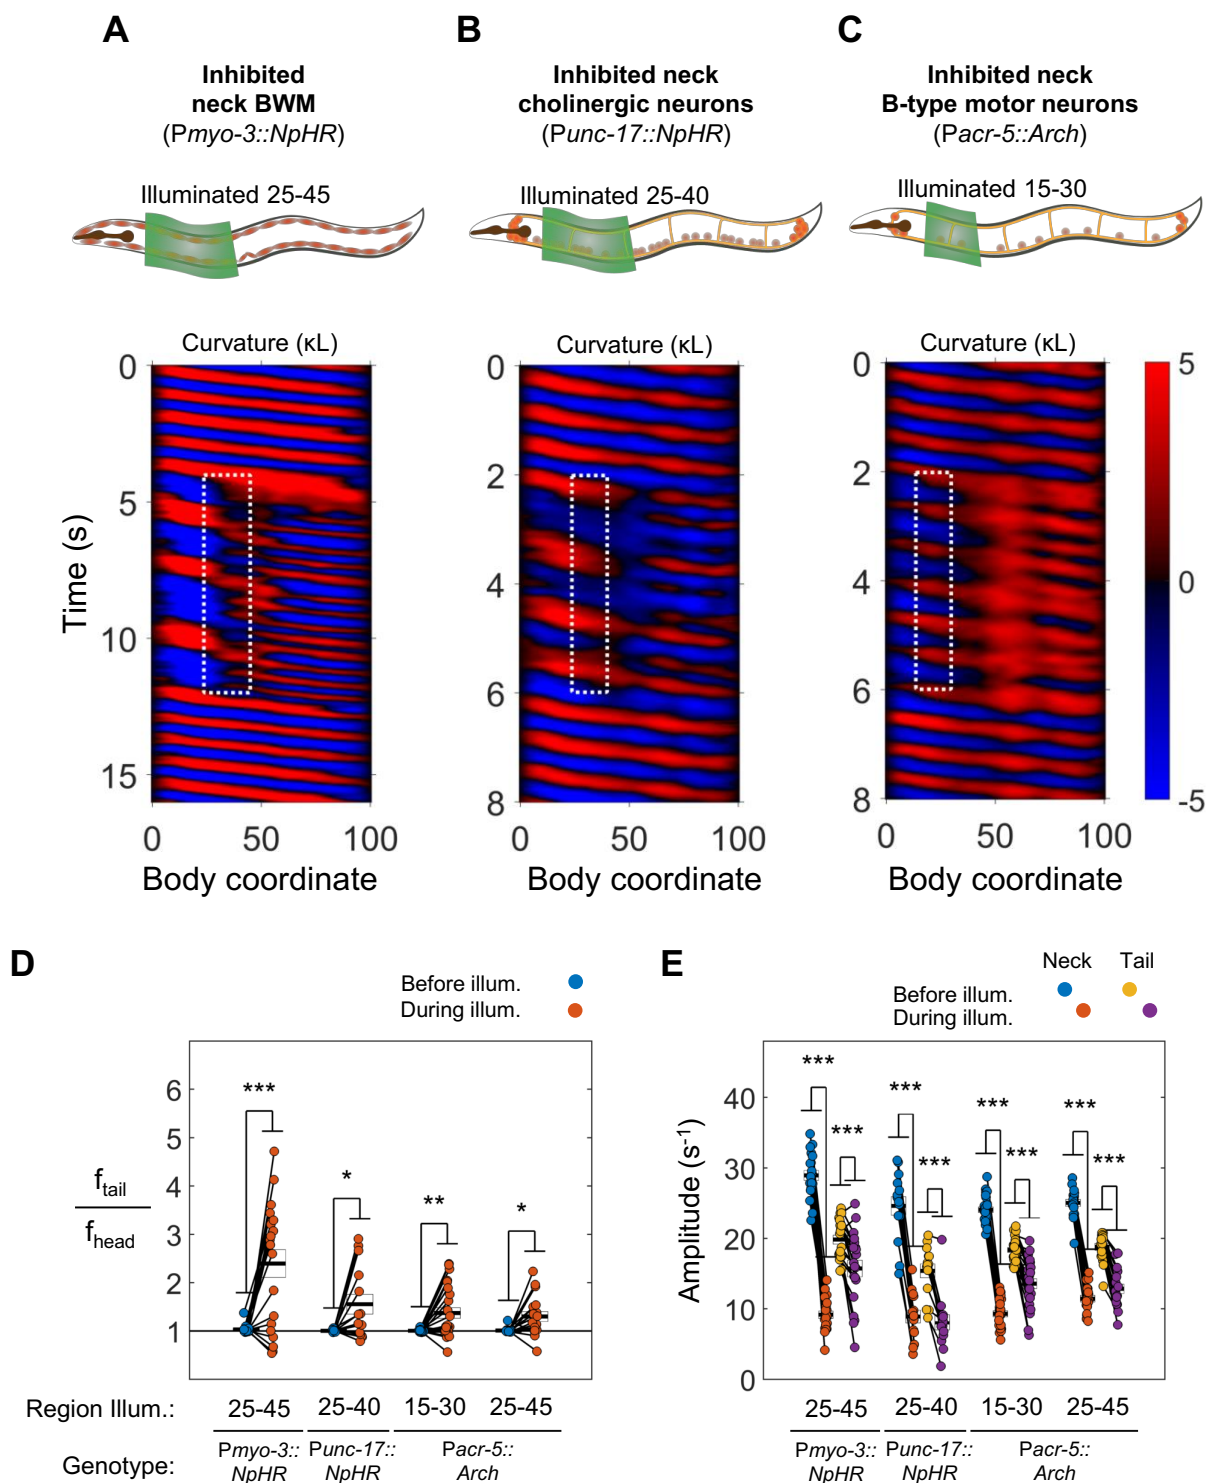 A
B
C
Inhibited
neck BWM
(Pmyo-3::NpHR)
Inhibited neck
cholinergic neurons
(Punc-17::NpHR)
Inhibited neck
B-type motor neurons
(Pacr-5::Arch)
Illuminated 25-45
Illuminated 25-40
Illuminated 15-30
Curvature (κL)
Curvature (κL)
Curvature (κL)
Time (s)
0
5
10
15
0
2
4
6
8
0
2
4
6
8
5
0
-5
0 50 100
0 50 100
0 50 100
Body coordinate
Body coordinate
Body coordinate
D
Before illum.
During illum.
f tail
f head
6
5
4
3
2
1
***
*
**
*
Region Illum.: 25-45 25-40 15-30 25-45
Genotype:
Pmyo-3::
NpHR
Punc-17::
NpHR
Pacr-5::
Arch
E
Neck Tail
Before illum.
During illum.
Amplitude (s⁻¹)
40
30
20
10
0
***
***
***
***
***
***
***
***
25-45 25-40 15-30 25-45
Pmyo-3::
NpHR
Punc-17::
NpHR
Pacr-5::
Arch